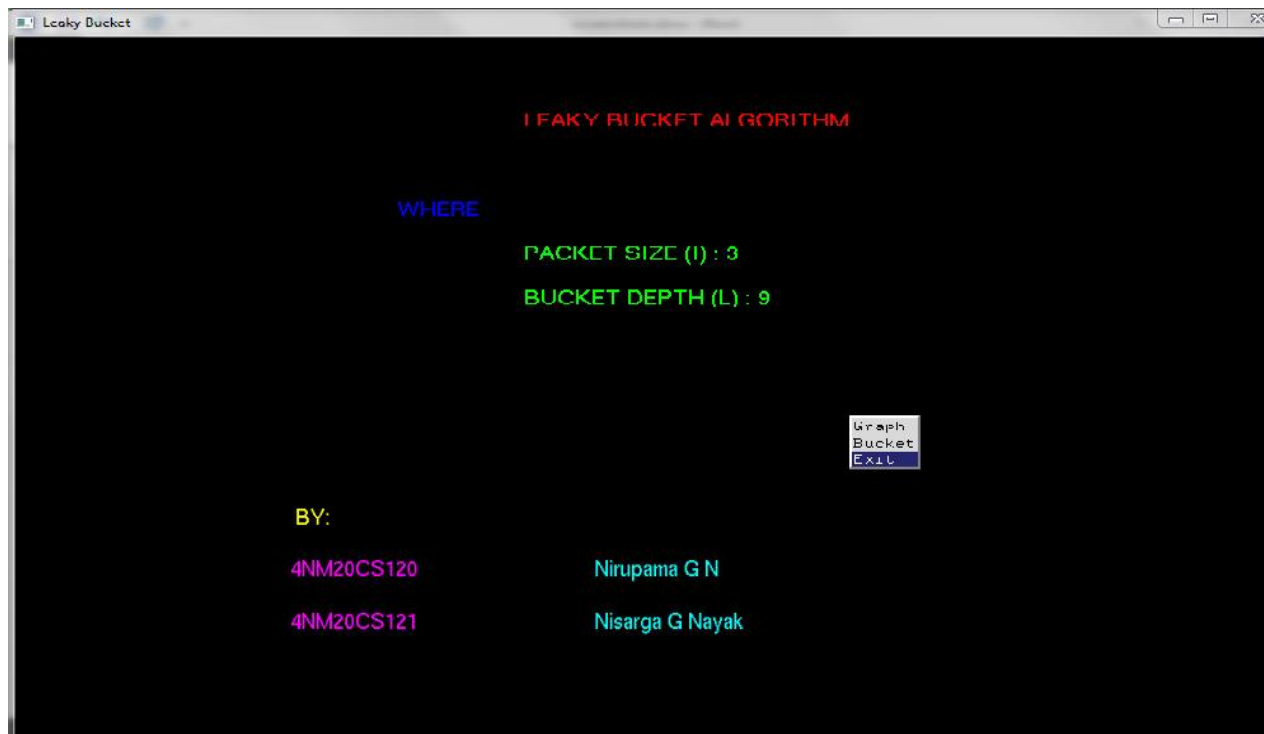 Leaky Bucket
LEAKY BUCKET ALGORITHM
WHERE
PACKET SIZE (I) : 3
BUCKET DEPTH (L) : 9
Graph
Bucket
Exit
BY:
4NM20CS120 Nirupama G N
4NM20CS121 Nisarga G Nayak